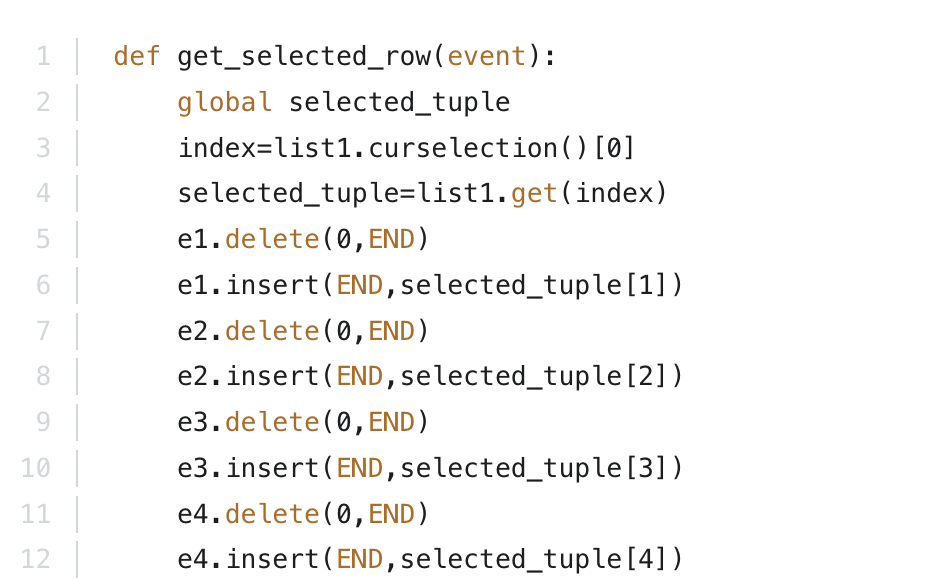 1 def get_selected_row(event):
2     global selected_tuple
3     index=list1.curselection()[0]
4     selected_tuple=list1.get(index)
5     e1.delete(0,END)
6     e1.insert(END,selected_tuple[1])
7     e2.delete(0,END)
8     e2.insert(END,selected_tuple[2])
9     e3.delete(0,END)
10     e3.insert(END,selected_tuple[3])
11     e4.delete(0,END)
12     e4.insert(END,selected_tuple[4])